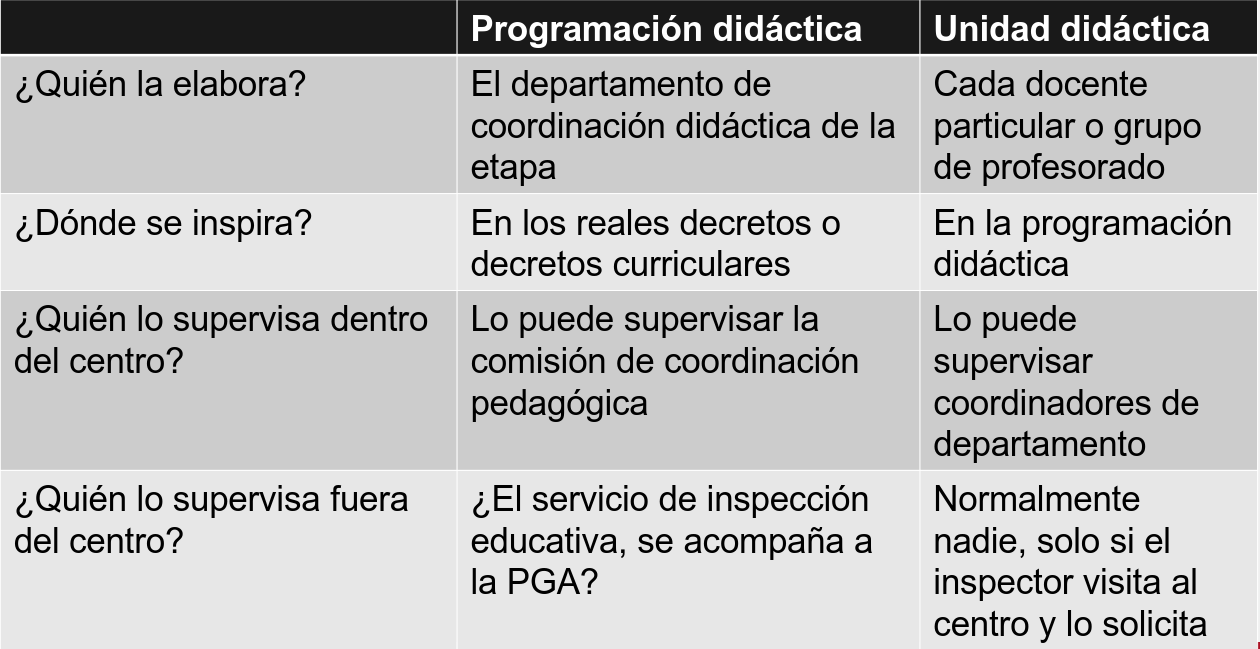 Programación didáctica
Unidad didáctica
¿Quién la elabora?
El departamento de
coordinación didáctica de la
etapa
Cada docente
particular o grupo
de profesorado
¿Dónde se inspira?
En los reales decretos o
decretos curriculares
En la programación
didáctica
¿Quién lo supervisa dentro
del centro?
Lo puede supervisar la
comisión de coordinación
pedagógica
Lo puede
supervisar
coordinadores de
departamento
¿Quién lo supervisa fuera
del centro?
¿El servicio de inspección
educativa, se acompaña a
la PGA?
Normalmente
nadie, solo si el
inspector visita al
centro y lo solicita